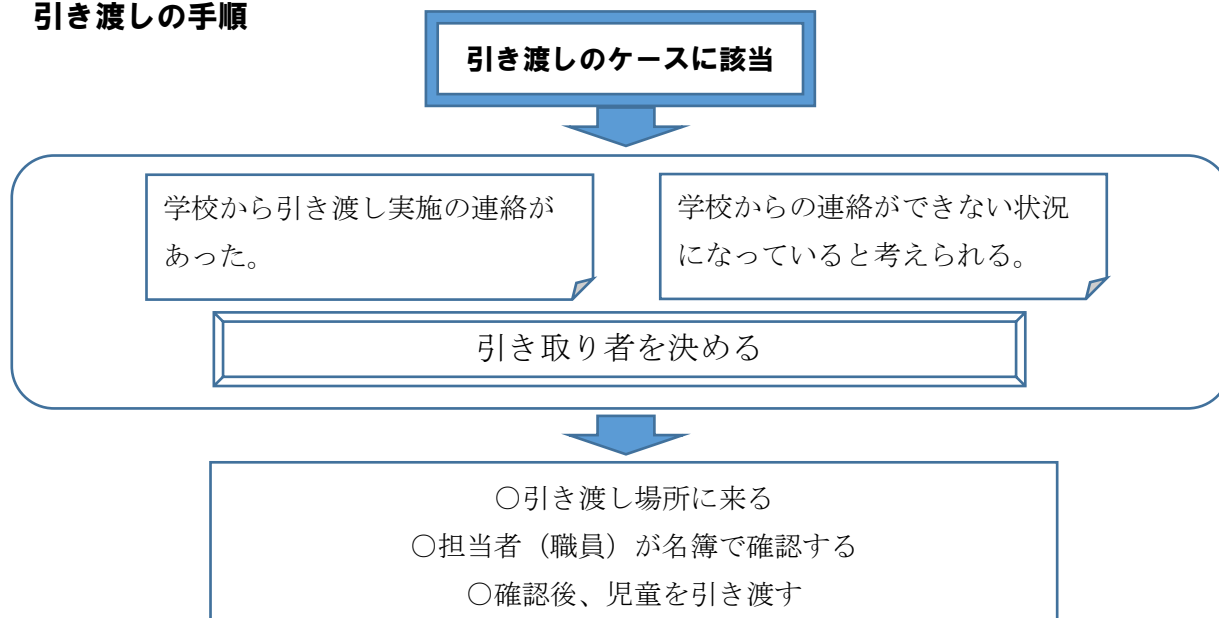 引き渡しの手順
引き渡しのケースに該当
学校から引き渡し実施の連絡が
あった。
学校からの連絡ができない状況
になっていると考えられる。
引き取り者を決める
○引き渡し場所に来る
○担当者（職員）が名簿で確認する
○確認後、児童を引き渡す